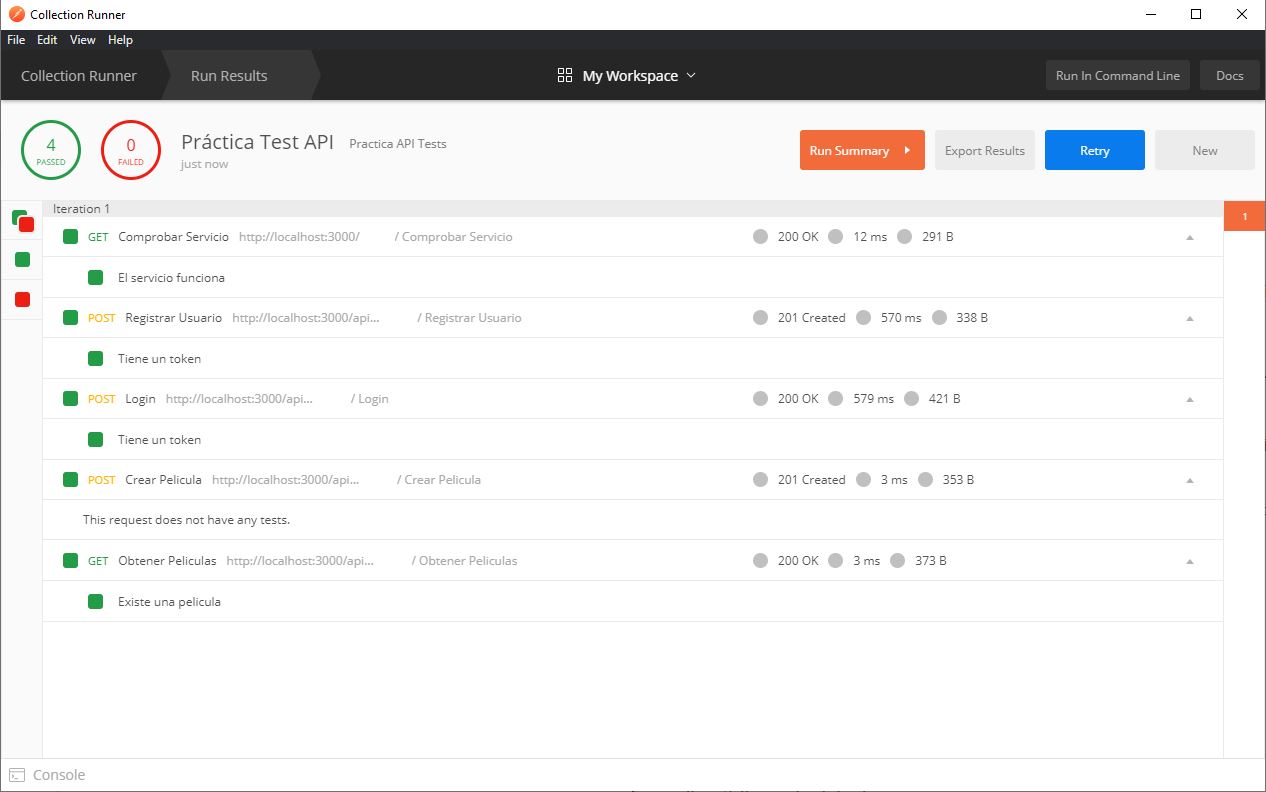 Collection Runner
File Edit View Help
Collection Runner Run Results My Workspace Run In Command Line Docs
4 PASSED
0 FAILED
Práctica Test API Practica API Tests
just now
Run Summary Export Results Retry New
Iteration 1
1
GET Comprobar Servicio http://localhost:3000/ / Comprobar Servicio 200 OK 12 ms 291 B
El servicio funciona
POST Registrar Usuario http://localhost:3000/api... / Registrar Usuario 201 Created 570 ms 338 B
Tiene un token
POST Login http://localhost:3000/api... / Login 200 OK 579 ms 421 B
Tiene un token
POST Crear Pelicula http://localhost:3000/api... / Crear Pelicula 201 Created 3 ms 353 B
This request does not have any tests.
GET Obtener Peliculas http://localhost:3000/api... / Obtener Peliculas 200 OK 3 ms 373 B
Existe una pelicula
Console